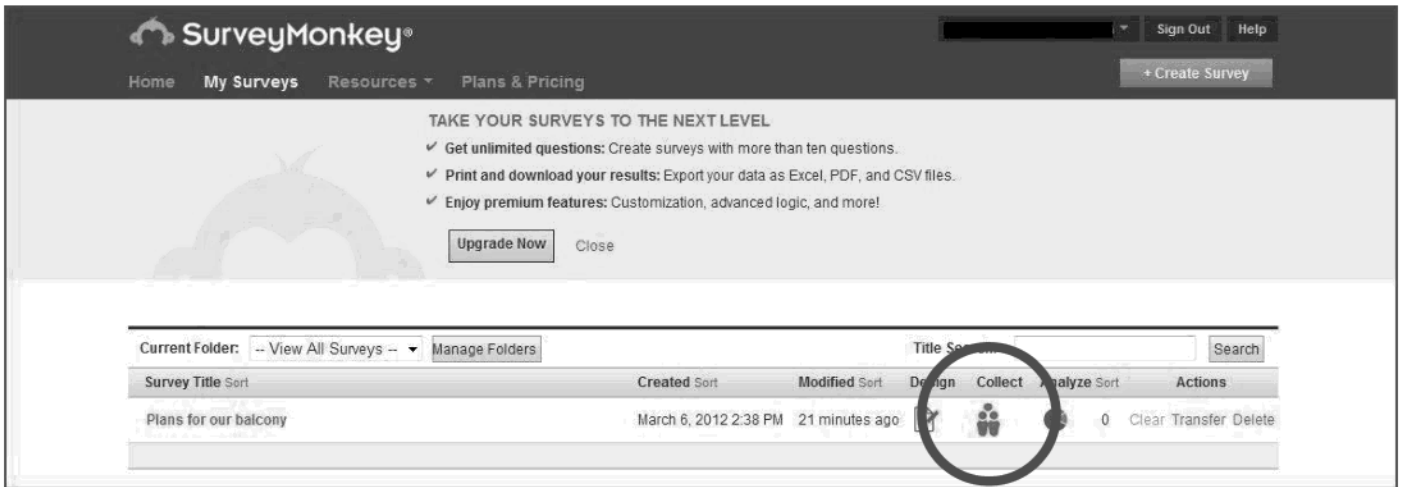 SurveyMonkey®
Sign Out Help
Home My Surveys Resources Plans & Pricing
+ Create Survey
TAKE YOUR SURVEYS TO THE NEXT LEVEL
✔ Get unlimited questions: Create surveys with more than ten questions.
✔ Print and download your results: Export your data as Excel, PDF, and CSV files.
✔ Enjoy premium features: Customization, advanced logic, and more!
Upgrade Now Close
Current Folder: -- View All Surveys -- Manage Folders Title Search
Survey Title Sort Created Sort Modified Sort Design Collect Analyze Sort Actions
Plans for our balcony March 6, 2012 2:38 PM 21 minutes ago 0 Clear Transfer Delete